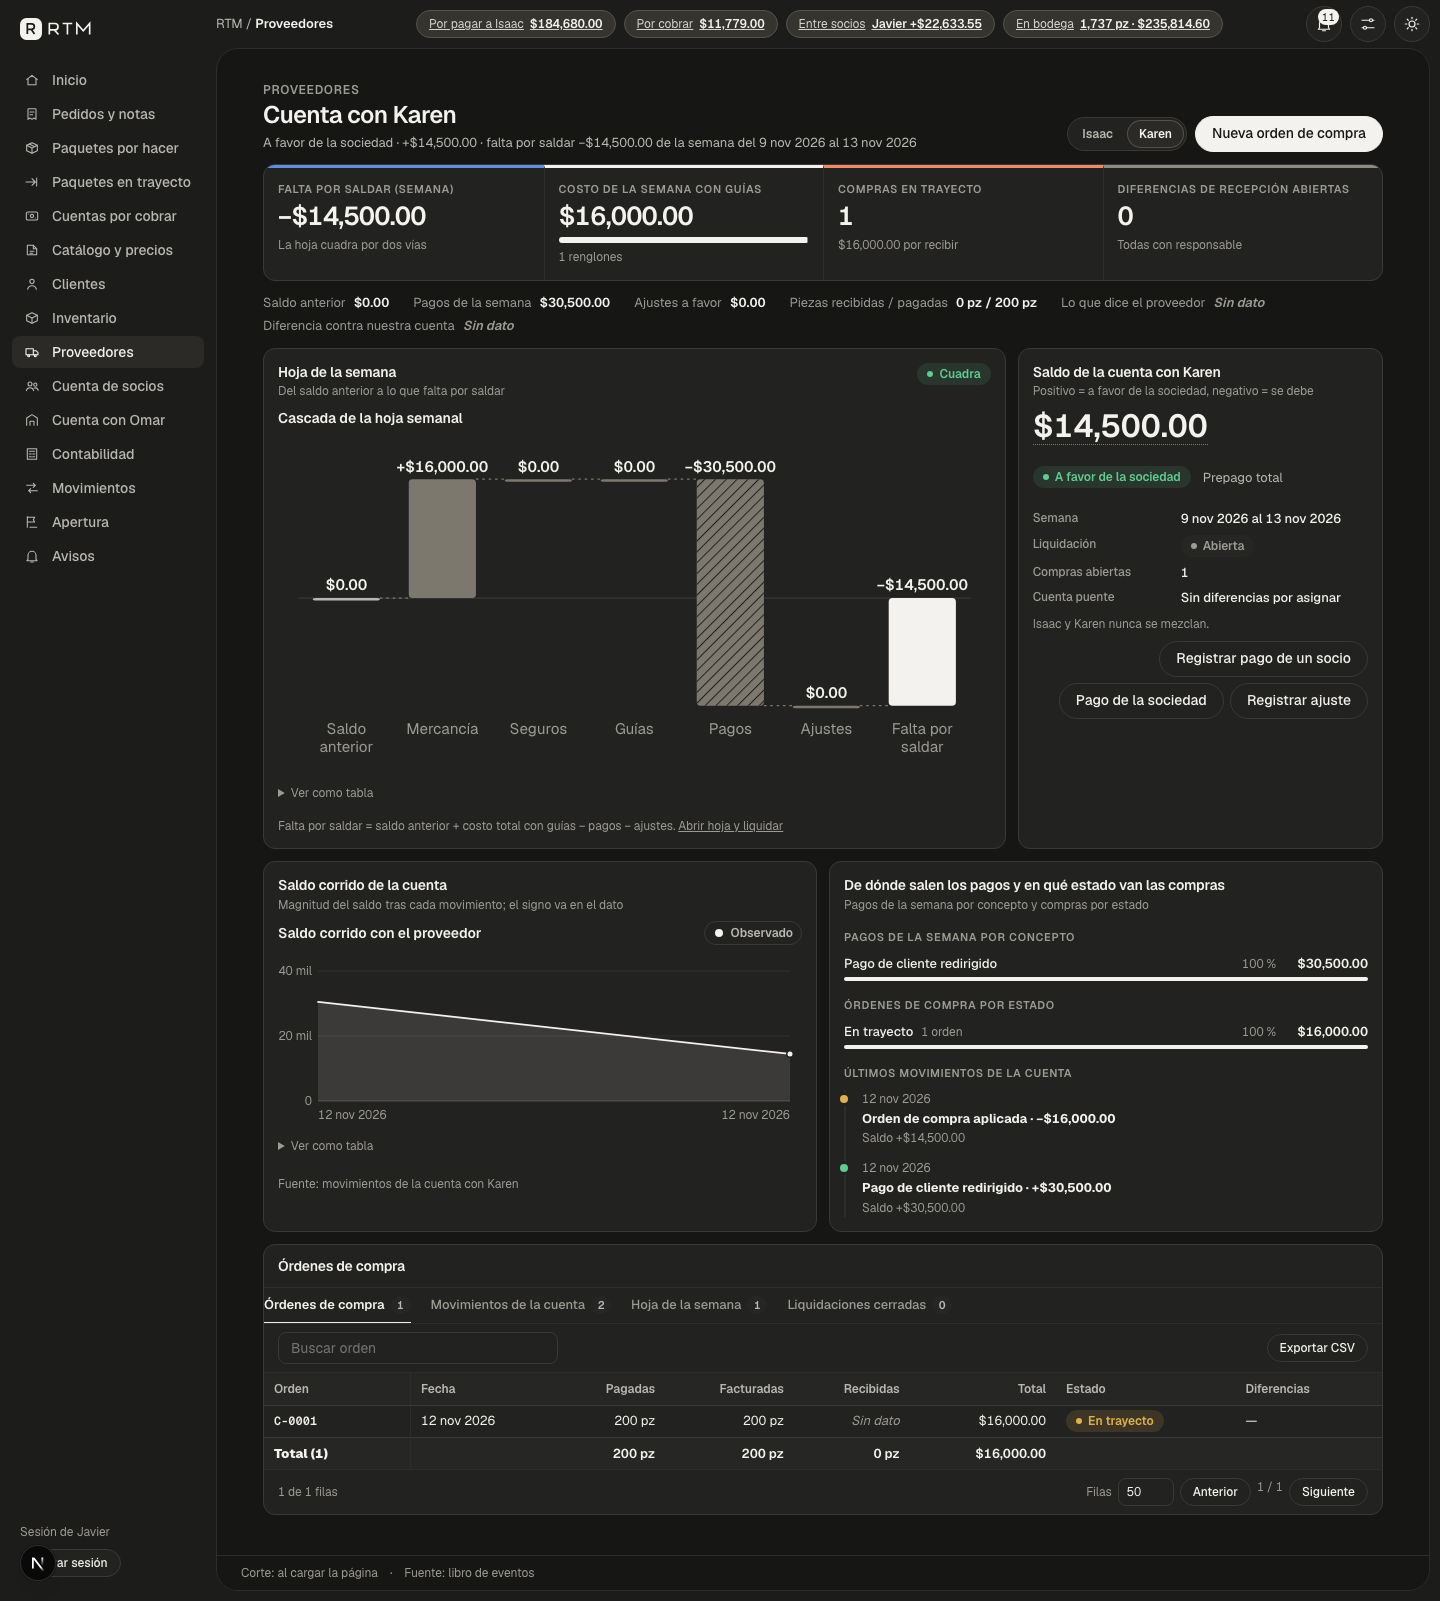 R RTM
RTM / Proveedores
Por pagar a Isaac $184,680.00
Por cobrar $11,779.00
Entre socios Javier +$22,633.55
En bodega 1,737 pz · $235,814.60
11
Inicio
Pedidos y notas
Paquetes por hacer
Paquetes en trayecto
Cuentas por cobrar
Catálogo y precios
Clientes
Inventario
Proveedores
Cuenta de socios
Cuenta con Omar
Contabilidad
Movimientos
Apertura
Avisos
Sesión de Javier
N ar sesión
PROVEEDORES
Cuenta con Karen
A favor de la sociedad · +$14,500.00 · falta por saldar −$14,500.00 de la semana del 9 nov 2026 al 13 nov 2026
Isaac Karen
Nueva orden de compra
FALTA POR SALDAR (SEMANA)
−$14,500.00
La hoja cuadra por dos vías
COSTO DE LA SEMANA CON GUÍAS
$16,000.00
1 renglones
COMPRAS EN TRAYECTO
1
$16,000.00 por recibir
DIFERENCIAS DE RECEPCIÓN ABIERTAS
0
Todas con responsable
Saldo anterior $0.00 Pagos de la semana $30,500.00 Ajustes a favor $0.00 Piezas recibidas / pagadas 0 pz / 200 pz Lo que dice el proveedor Sin dato
Diferencia contra nuestra cuenta Sin dato
Hoja de la semana
Del saldo anterior a lo que falta por saldar
Cuadra
Cascada de la hoja semanal
+$16,000.00 $0.00 $0.00 −$30,500.00
$0.00 −$14,500.00
$0.00
Saldo anterior Mercancía Seguros Guías Pagos Ajustes Falta por saldar
Ver como tabla
Falta por saldar = saldo anterior + costo total con guías − pagos − ajustes. Abrir hoja y liquidar
Saldo de la cuenta con Karen
Positivo = a favor de la sociedad, negativo = se debe
$14,500.00
A favor de la sociedad Prepago total
Semana 9 nov 2026 al 13 nov 2026
Liquidación Abierta
Compras abiertas 1
Cuenta puente Sin diferencias por asignar
Isaac y Karen nunca se mezclan.
Registrar pago de un socio
Pago de la sociedad Registrar ajuste
Saldo corrido de la cuenta
Magnitud del saldo tras cada movimiento; el signo va en el dato
Saldo corrido con el proveedor
Observado
40 mil
20 mil
0
12 nov 2026 12 nov 2026
Ver como tabla
Fuente: movimientos de la cuenta con Karen
De dónde salen los pagos y en qué estado van las compras
Pagos de la semana por concepto y compras por estado
PAGOS DE LA SEMANA POR CONCEPTO
Pago de cliente redirigido 100 % $30,500.00
ÓRDENES DE COMPRA POR ESTADO
En trayecto 1 orden 100 % $16,000.00
ÚLTIMOS MOVIMIENTOS DE LA CUENTA
12 nov 2026
Orden de compra aplicada · −$16,000.00
Saldo +$14,500.00
12 nov 2026
Pago de cliente redirigido · +$30,500.00
Saldo +$30,500.00
Órdenes de compra
Órdenes de compra 1 Movimientos de la cuenta 2 Hoja de la semana 1 Liquidaciones cerradas 0
Buscar orden
Exportar CSV
Orden Fecha Pagadas Facturadas Recibidas Total Estado Diferencias
C-0001 12 nov 2026 200 pz 200 pz Sin dato $16,000.00 En trayecto —
Total (1) 200 pz 200 pz 0 pz $16,000.00
1 de 1 filas
Filas 50 Anterior 1 / 1 Siguiente
Corte: al cargar la página · Fuente: libro de eventos